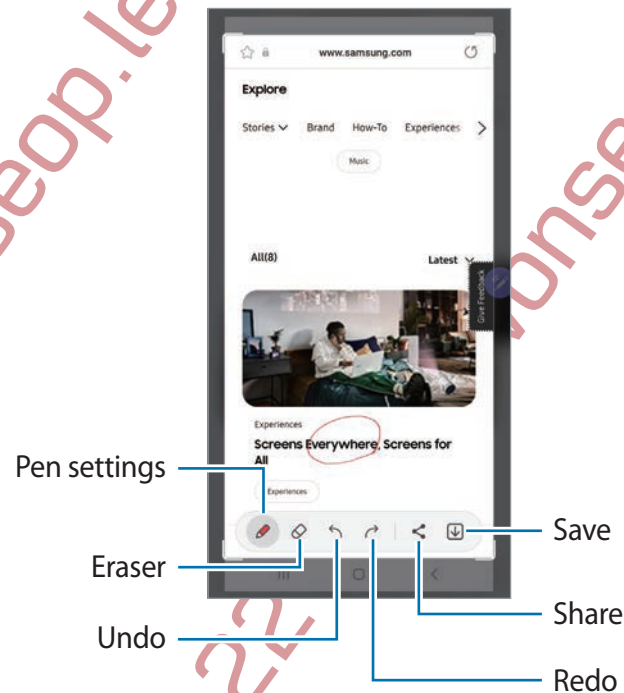 www.samsung.com
Explore
Stories Brand How-To Experiences
Music
All(8) Latest
Give Feedback
Experiences
Screens Everywhere, Screens for
All
Experiences
Pen settings
Eraser
Undo
Save
Share
Redo